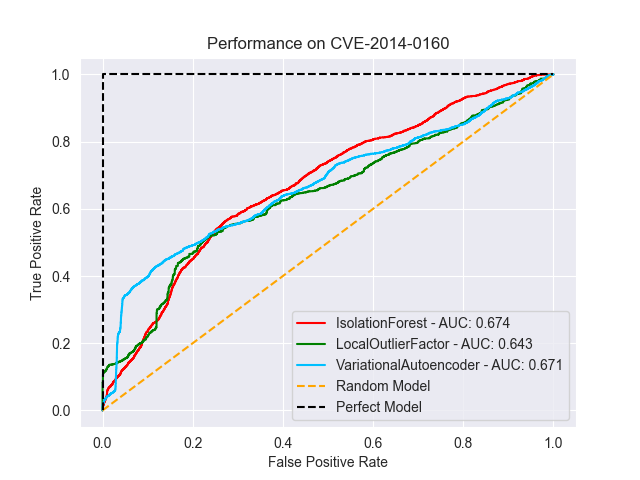 Performance on CVE-2014-0160
True Positive Rate
1.0
0.8
0.6
0.4
0.2
0.0
IsolationForest - AUC: 0.674
LocalOutlierFactor - AUC: 0.643
VariationalAutoencoder - AUC: 0.671
Random Model
Perfect Model
0.0 0.2 0.4 0.6 0.8 1.0
False Positive Rate